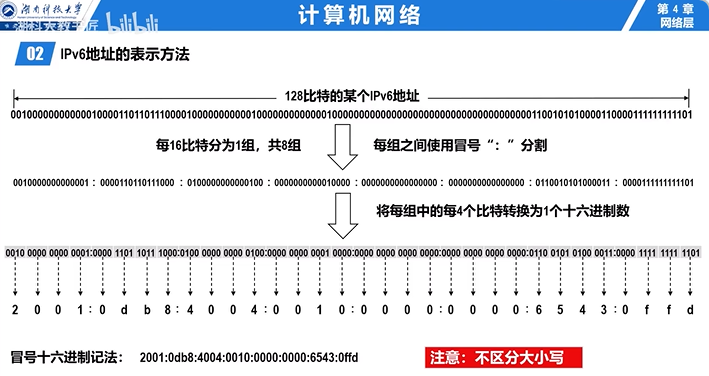 湖南科技大学
湖科大教书匠 bilibili
计算机网络
第 4 章
网络层
02 IPv6地址的表示方法
128比特的某个IPv6地址
00100000000000010000110110111000010000000000010000000000000100000000000000000000000000000000000001100101010000110000111111111101
每16比特分为1组，共8组
每组之间使用冒号“：”分割
0010000000000001：0000110110111000：0100000000000100：0000000000010000：0000000000000000：0000000000000000：0110010101000011：0000111111111101
将每组中的每4个比特转换为1个十六进制数
0010 0000 0000 0001:0000 1101 1011 1000:0100 0000 0000 0100:0000 0000 0001 0000:0000 0000 0000 0000:0000 0000 0000 0000:0110 0101 0100 0011:0000 1111 1111 1101
2 0 0 1:0 d b 8:4 0 0 4:0 0 1 0:0 0 0 0:0 0 0 0:6 5 4 3:0 f f d
冒号十六进制记法： 2001:0db8:4004:0010:0000:0000:6543:0ffd
注意：不区分大小写